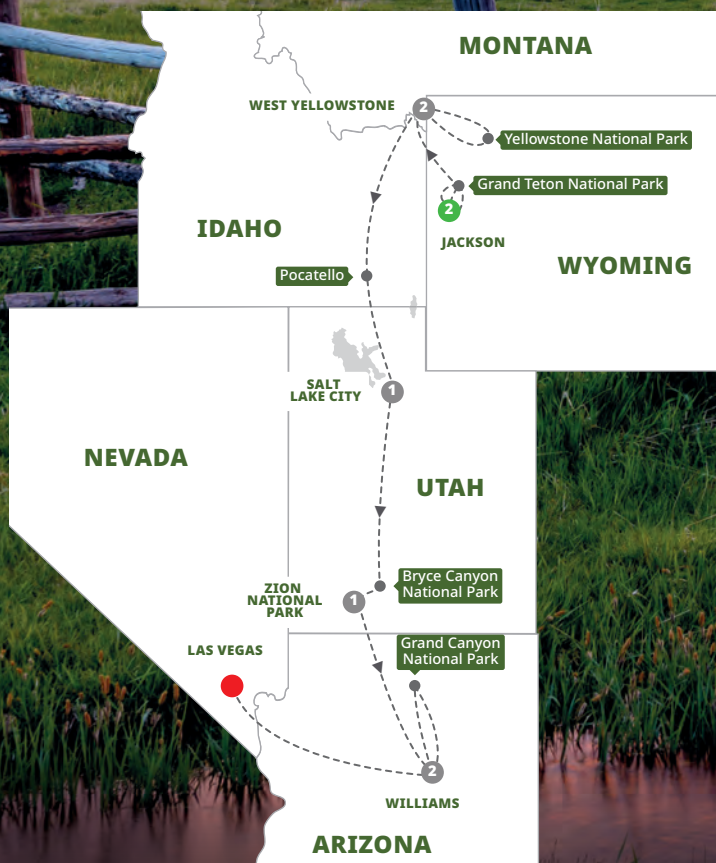 MONTANA
WEST YELLOWSTONE
2
Yellowstone National Park
Grand Teton National Park
2
JACKSON
IDAHO
WYOMING
Pocatello
SALT
LAKE CITY
1
NEVADA
UTAH
Bryce Canyon
National Park
ZION
NATIONAL
PARK
1
Grand Canyon
National Park
LAS VEGAS
2
WILLIAMS
ARIZONA